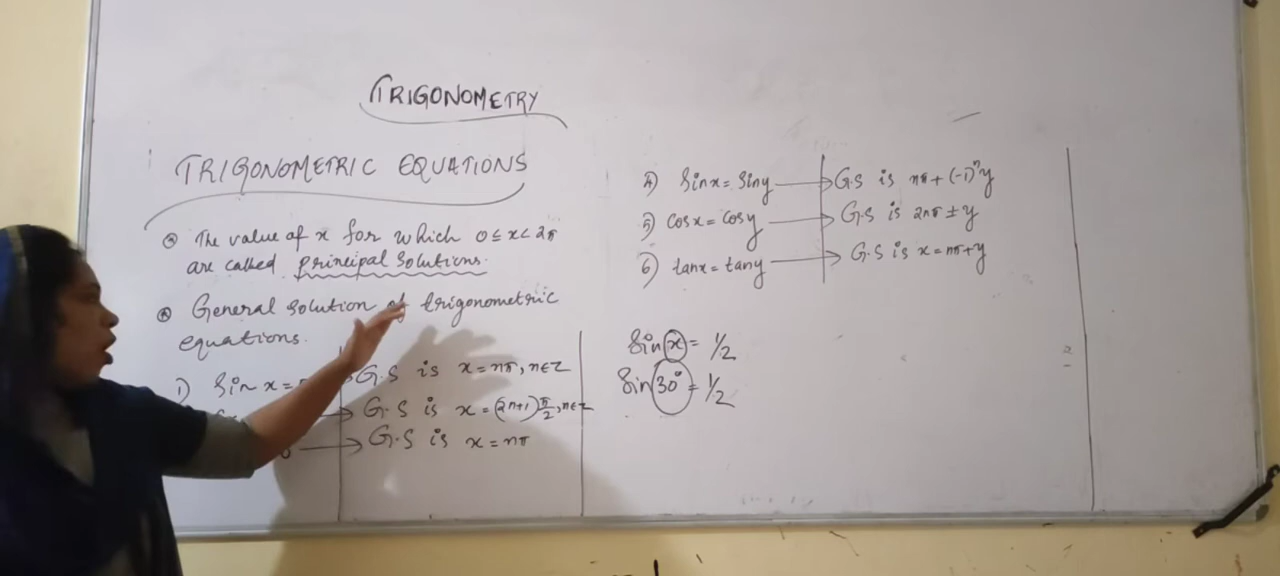 TRIGONOMETRY
TRIGONOMETRIC EQUATIONS
The value of x for which 0 ≤ x < 2π
are called principal solutions.
General solution of trigonometric
equations.
1) Sin x =
G.S is x = nπ, n∈Z
G.S is x = (2n+1) π/2, n∈Z
G.S is x = nπ
4) Sinx = Siny → G.S is nπ + (-1)ⁿy
5) cosx = cosy → G.S is 2nπ ± y
6) tanx = tany → G.S is x = nπ + y
Sin x = 1/2
Sin 30° = 1/2